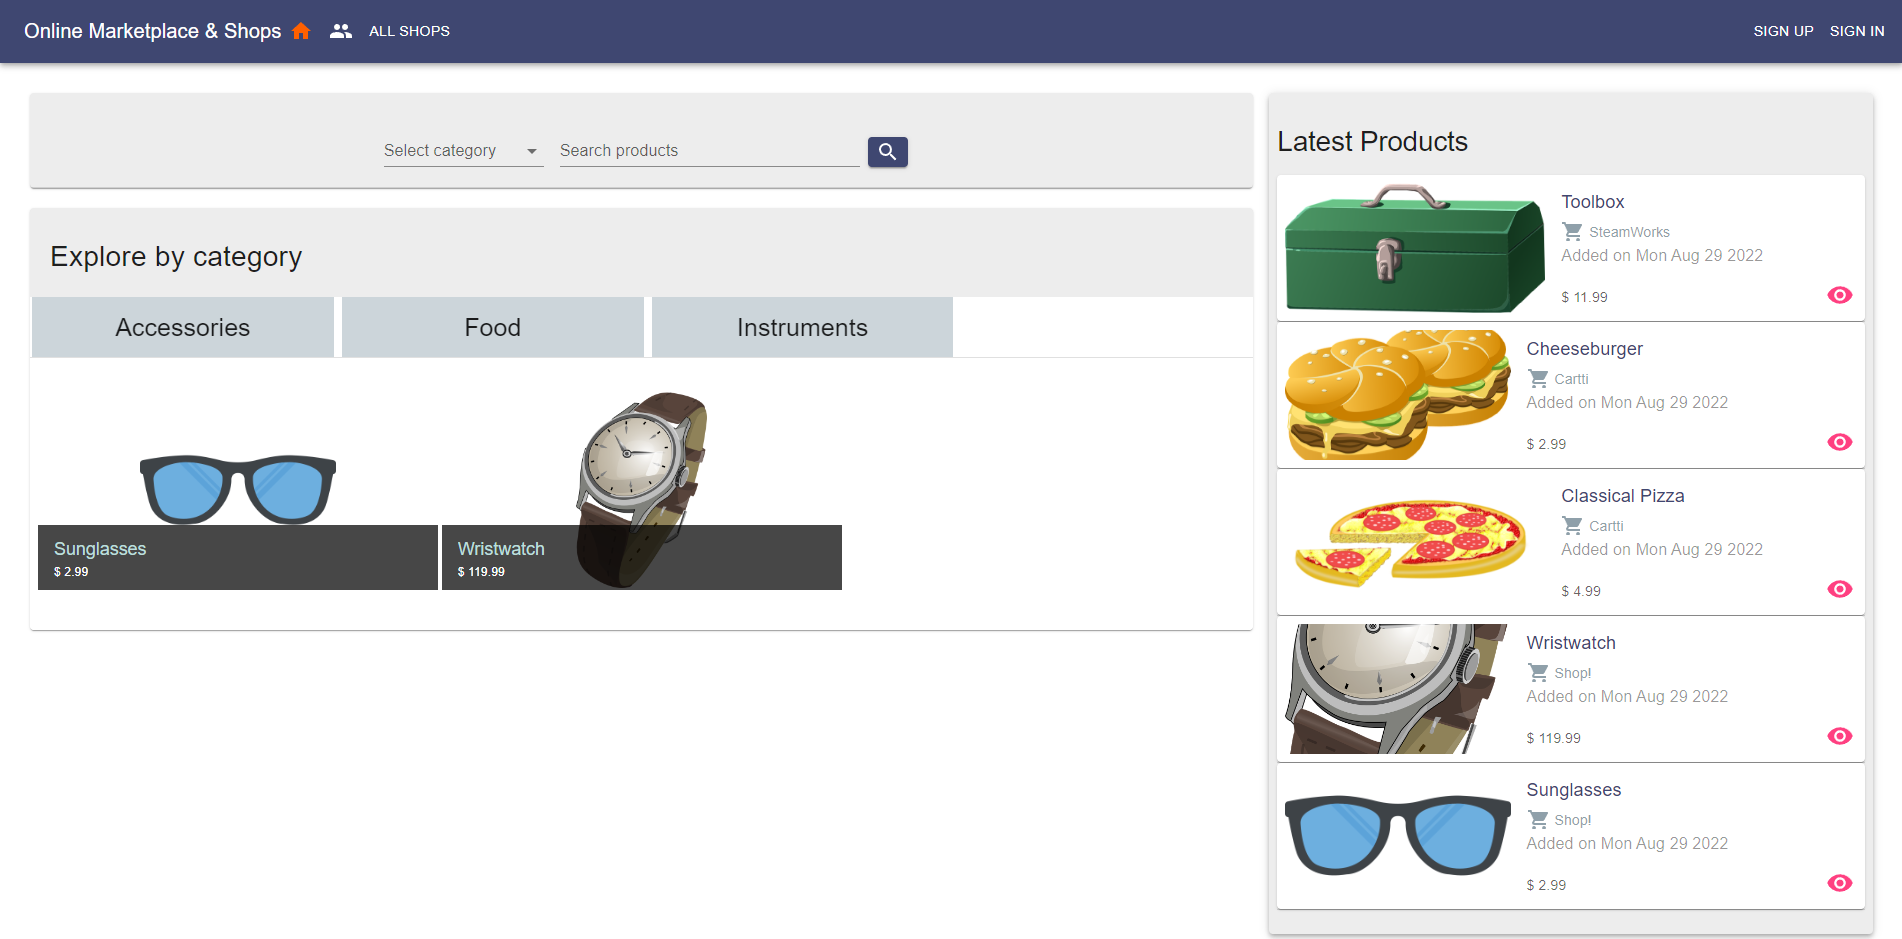 Online Marketplace & Shops
ALL SHOPS
SIGN UP
SIGN IN
Select category
Search products
Explore by category
Accessories
Food
Instruments
Sunglasses
$ 2.99
Wristwatch
$ 119.99
Latest Products
Toolbox
SteamWorks
Added on Mon Aug 29 2022
$ 11.99
Cheeseburger
Cartti
Added on Mon Aug 29 2022
$ 2.99
Classical Pizza
Cartti
Added on Mon Aug 29 2022
$ 4.99
Wristwatch
Shop!
Added on Mon Aug 29 2022
$ 119.99
Sunglasses
Shop!
Added on Mon Aug 29 2022
$ 2.99